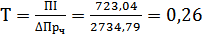 Т = ПІ / ΔПрч = 723,04 / 2734,79 = 0,26